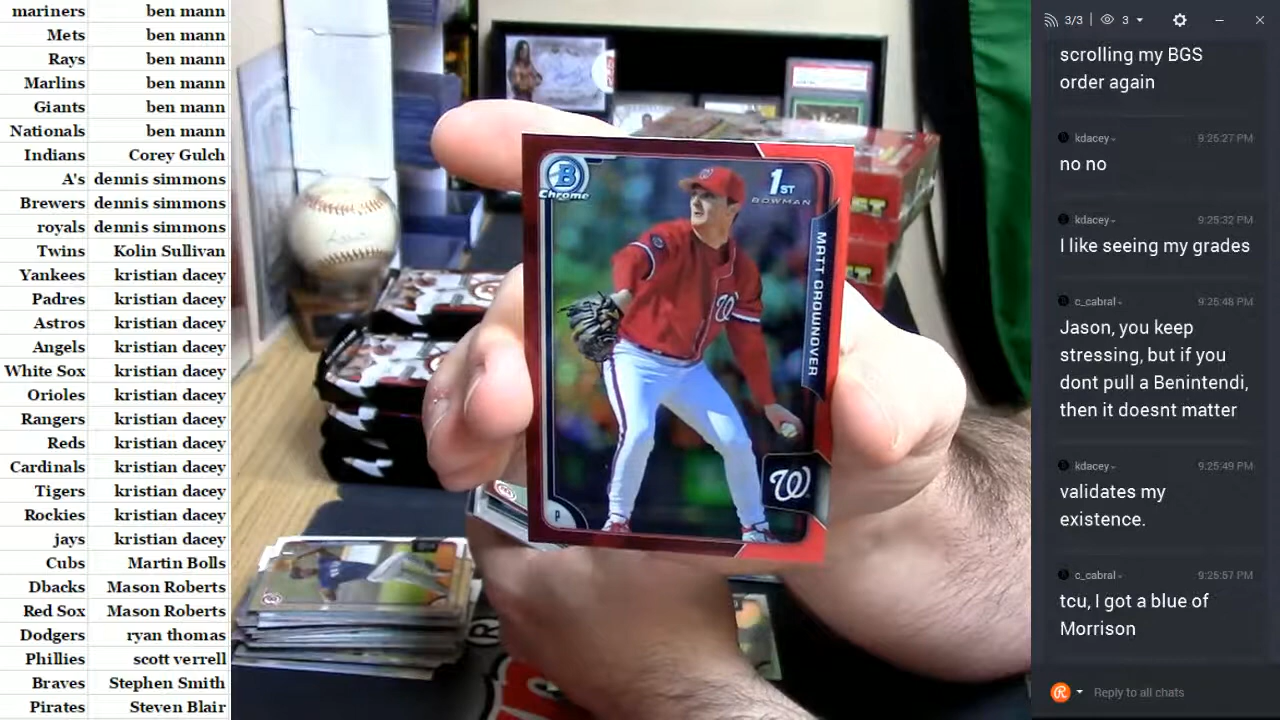 mariners ben mann
Mets ben mann
Rays ben mann
Marlins ben mann
Giants ben mann
Nationals ben mann
Indians Corey Gulch
A's dennis simmons
Brewers dennis simmons
royals dennis simmons
Twins Kolin Sullivan
Yankees kristian dacey
Padres kristian dacey
Astros kristian dacey
Angels kristian dacey
White Sox kristian dacey
Orioles kristian dacey
Rangers kristian dacey
Reds kristian dacey
Cardinals kristian dacey
Tigers kristian dacey
Rockies kristian dacey
jays kristian dacey
Cubs Martin Bolls
Dbacks Mason Roberts
Red Sox Mason Roberts
Dodgers ryan thomas
Phillies scott verrell
Braves Stephen Smith
Pirates Steven Blair
B
Chrome
1ST
BOWMAN
MATT CROWNOVER
W
W
P
3/3 3
scrolling my BGS
order again
kdacey 9:25:27 PM
no no
kdacey 9:25:32 PM
I like seeing my grades
c_cabral 9:25:48 PM
Jason, you keep
stressing, but if you
dont pull a Benintendi,
then it doesnt matter
kdacey 9:25:49 PM
validates my
existence.
c_cabral 9:25:57 PM
tcu, I got a blue of
Morrison
Reply to all chats